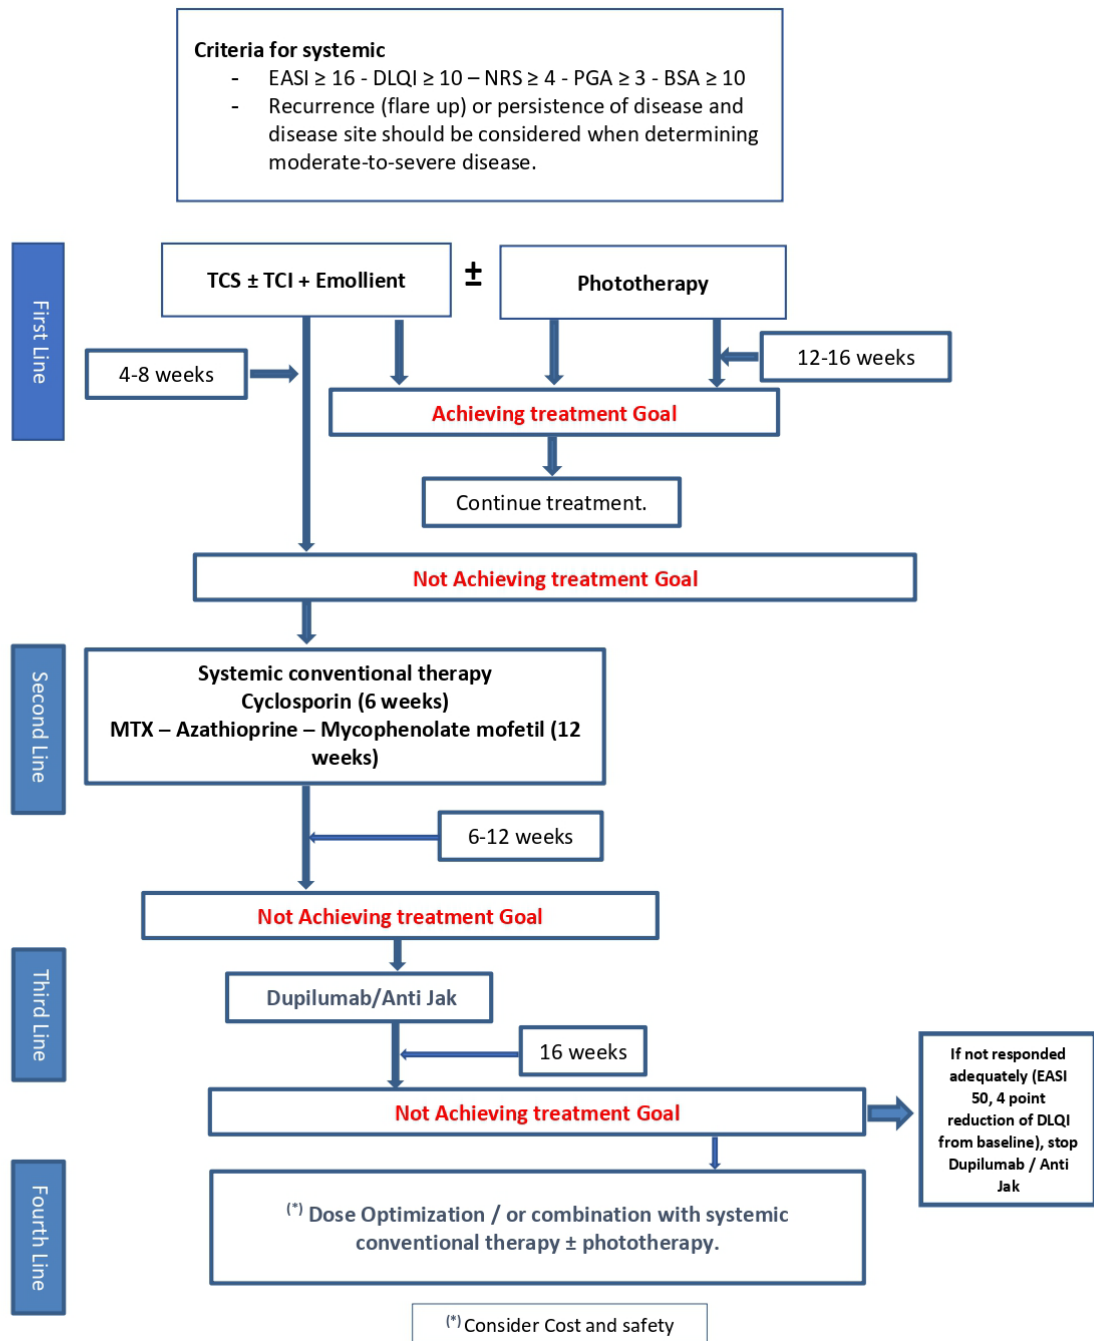 Criteria for systemic
- EASI ≥ 16 - DLQI ≥ 10 – NRS ≥ 4 - PGA ≥ 3 - BSA ≥ 10
- Recurrence (flare up) or persistence of disease and
disease site should be considered when determining
moderate-to-severe disease.
First Line
TCS ± TCI + Emollient
±
Phototherapy
4-8 weeks
12-16 weeks
Achieving treatment Goal
Continue treatment.
Not Achieving treatment Goal
Second Line
Systemic conventional therapy
Cyclosporin (6 weeks)
MTX – Azathioprine – Mycophenolate mofetil (12
weeks)
6-12 weeks
Not Achieving treatment Goal
Third Line
Dupilumab/Anti Jak
16 weeks
Not Achieving treatment Goal
If not responded
adequately (EASI
50, 4 point
reduction of DLQI
from baseline), stop
Dupilumab / Anti
Jak
Fourth Line
(*) Dose Optimization / or combination with systemic
conventional therapy ± phototherapy.
(*) Consider Cost and safety